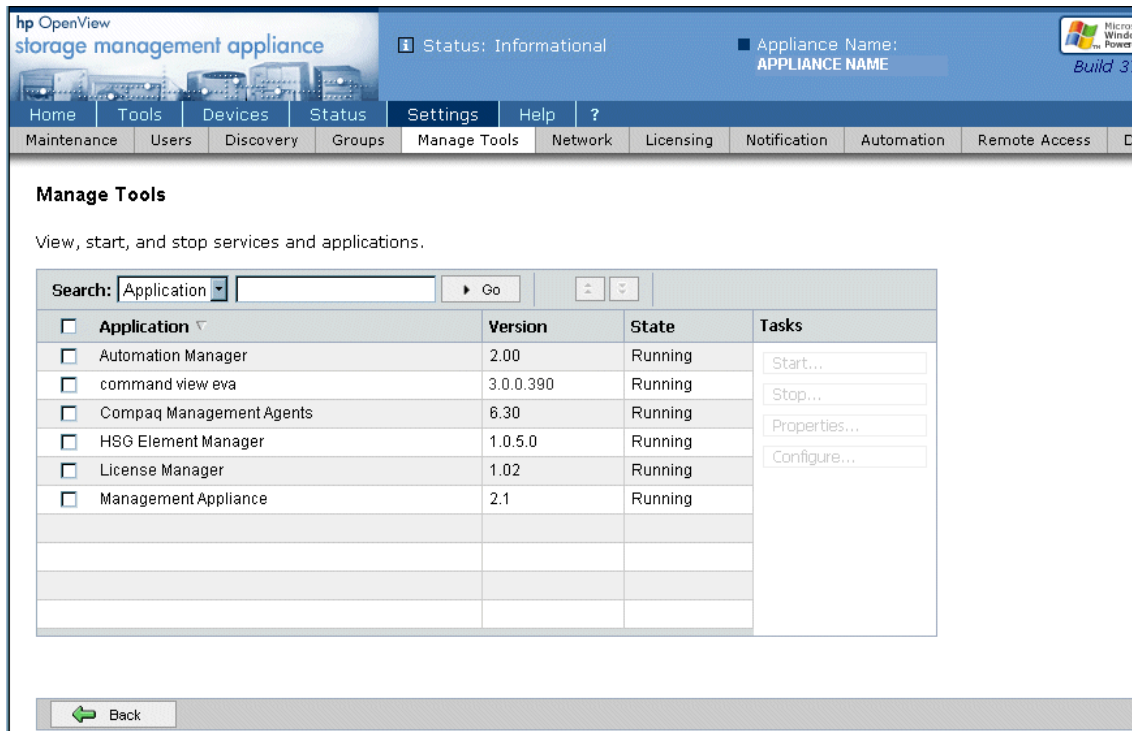 hp OpenView
storage management appliance
Status: Informational
Appliance Name:
APPLIANCE NAME
TM
Build
Home Tools Devices Status Settings Help ?
Maintenance Users Discovery Groups Manage Tools Network Licensing Notification Automation Remote Access
Manage Tools
View, start, and stop services and applications.
Search: Application Go
Application Version State Tasks
Automation Manager 2.00 Running
command view eva 3.0.0.390 Running
Compaq Management Agents 6.30 Running
HSG Element Manager 1.0.5.0 Running
License Manager 1.02 Running
Management Appliance 2.1 Running
Start...
Stop...
Properties...
Configure...
Back